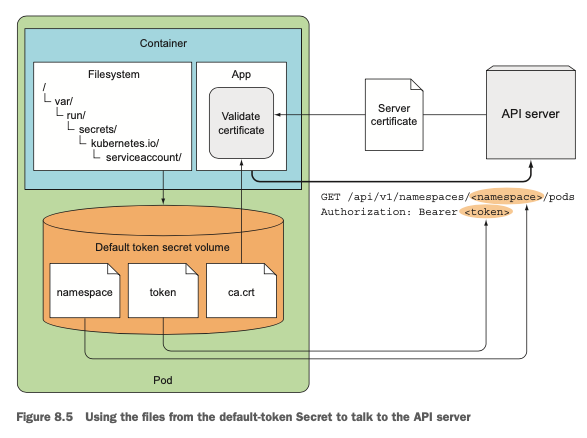 Container
Filesystem
/
var/
run/
secrets/
kubernetes.io/
serviceaccount/
App
Validate
certificate
Server
certificate
API server
GET /api/v1/namespaces/<namespace>/pods
Authorization: Bearer <token>
Default token secret volume
namespace
token
ca.crt
Pod
Figure 8.5 Using the files from the default-token Secret to talk to the API server